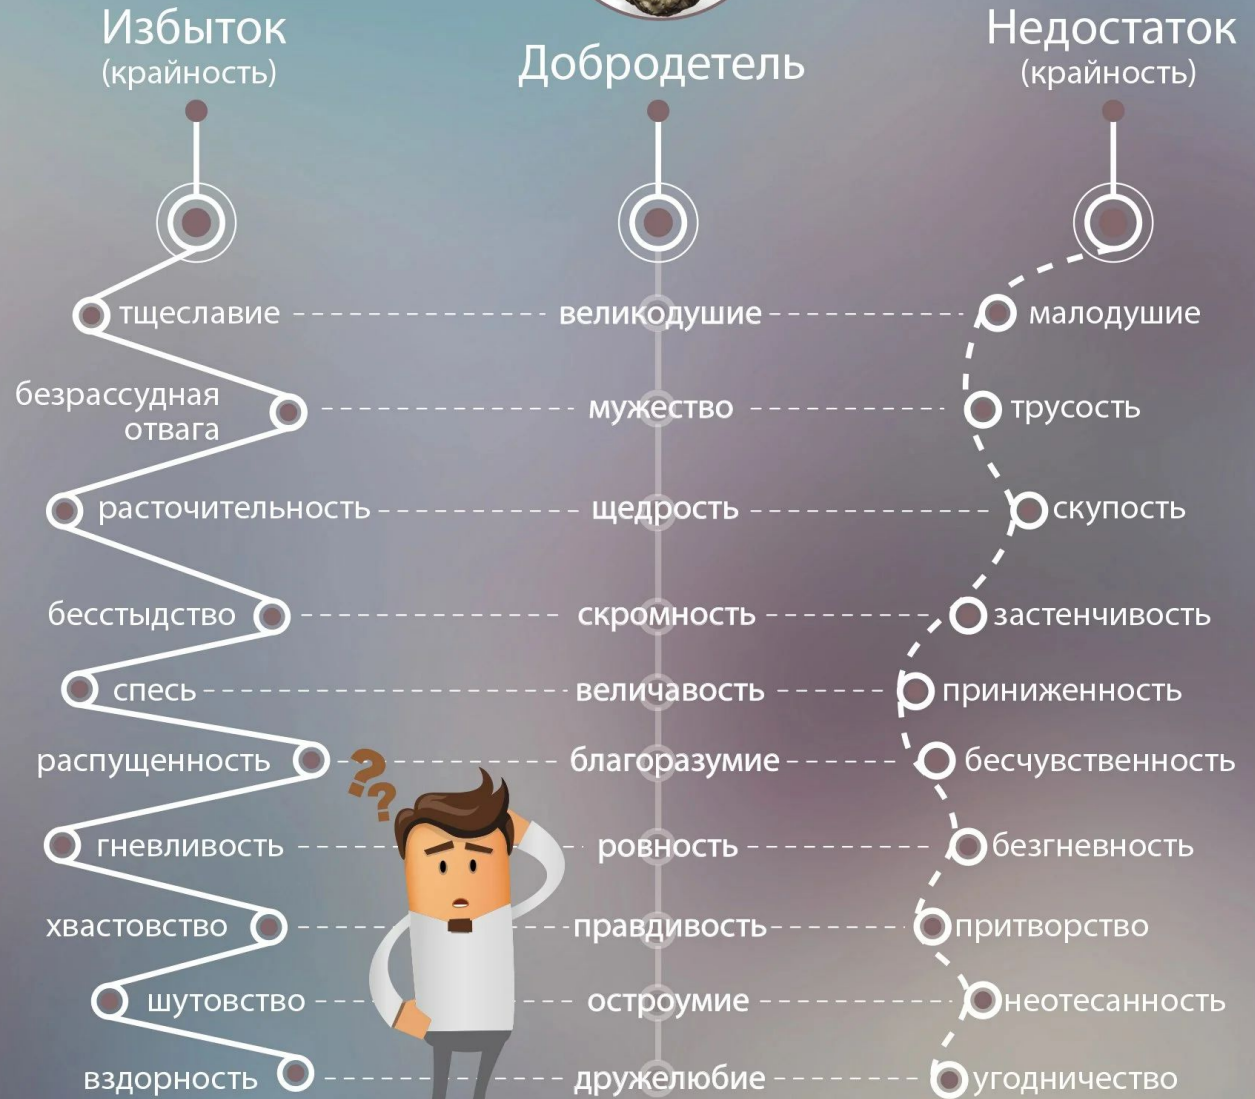 Избыток
(крайность)
Добродетель
Недостаток
(крайность)
тщеславие великодушие малодушие
безрассудная
отвага мужество трусость
расточительность щедрость скупость
бесстыдство скромность застенчивость
спесь величавость приниженность
распущенность благоразумие бесчувственность
??
гневливость ровность безгневность
хвастовство правдивость притворство
шутовство остроумие неотесанность
вздорность дружелюбие угодничество